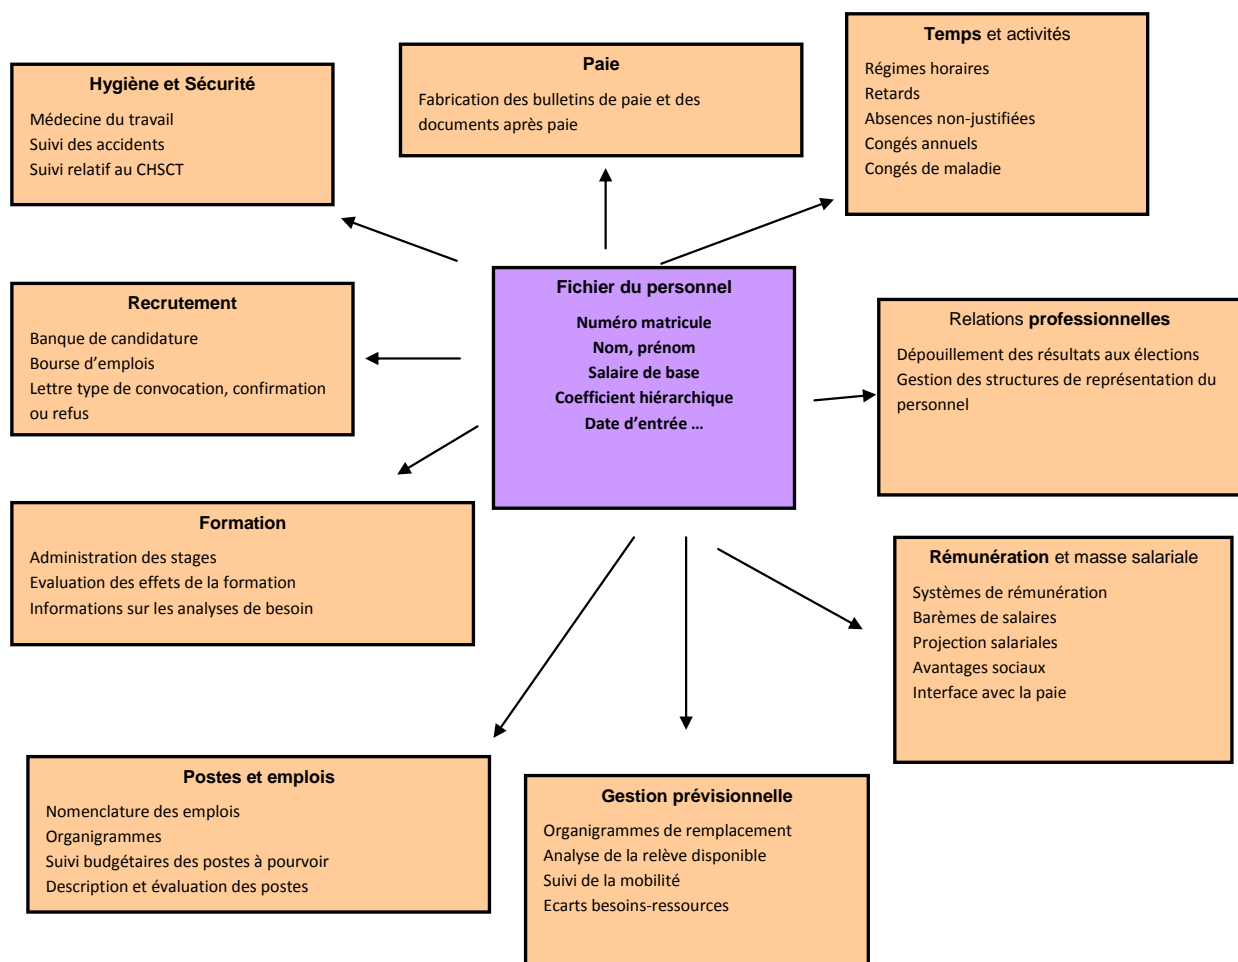 Temps et activités
Régimes horaires
Retards
Absences non-justifiées
Congés annuels
Congés de maladie
Paie
Fabrication des bulletins de paie et des
documents après paie
Hygiène et Sécurité
Médecine du travail
Suivi des accidents
Suivi relatif au CHSCT
Fichier du personnel
Numéro matricule
Nom, prénom
Salaire de base
Coefficient hiérarchique
Date d’entrée ...
Recrutement
Banque de candidature
Bourse d’emplois
Lettre type de convocation, confirmation
ou refus
Relations professionnelles
Dépouillement des résultats aux élections
Gestion des structures de représentation du
personnel
Formation
Administration des stages
Evaluation des effets de la formation
Informations sur les analyses de besoin
Rémunération et masse salariale
Systèmes de rémunération
Barèmes de salaires
Projection salariales
Avantages sociaux
Interface avec la paie
Postes et emplois
Nomenclature des emplois
Organigrammes
Suivi budgétaires des postes à pourvoir
Description et évaluation des postes
Gestion prévisionnelle
Organigrammes de remplacement
Analyse de la relève disponible
Suivi de la mobilité
Ecarts besoins-ressources